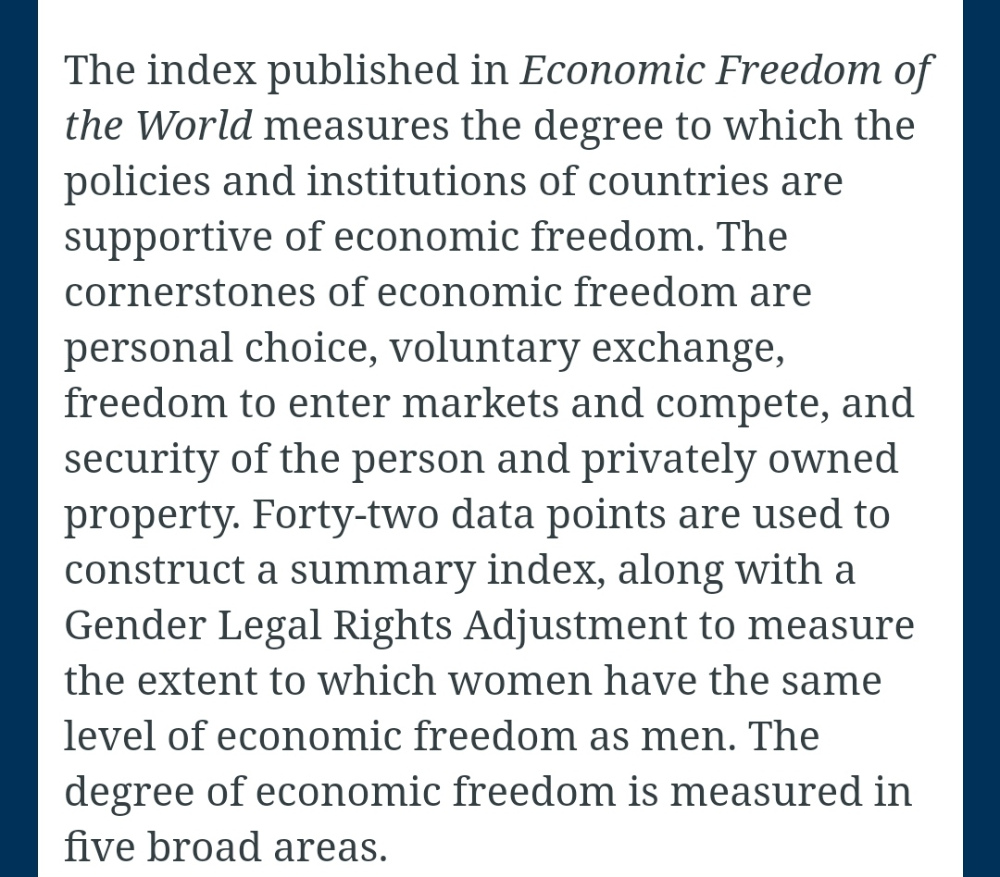 The index published in Economic Freedom of
the World measures the degree to which the
policies and institutions of countries are
supportive of economic freedom. The
cornerstones of economic freedom are
personal choice, voluntary exchange,
freedom to enter markets and compete, and
security of the person and privately owned
property. Forty-two data points are used to
construct a summary index, along with a
Gender Legal Rights Adjustment to measure
the extent to which women have the same
level of economic freedom as men. The
degree of economic freedom is measured in
five broad areas.